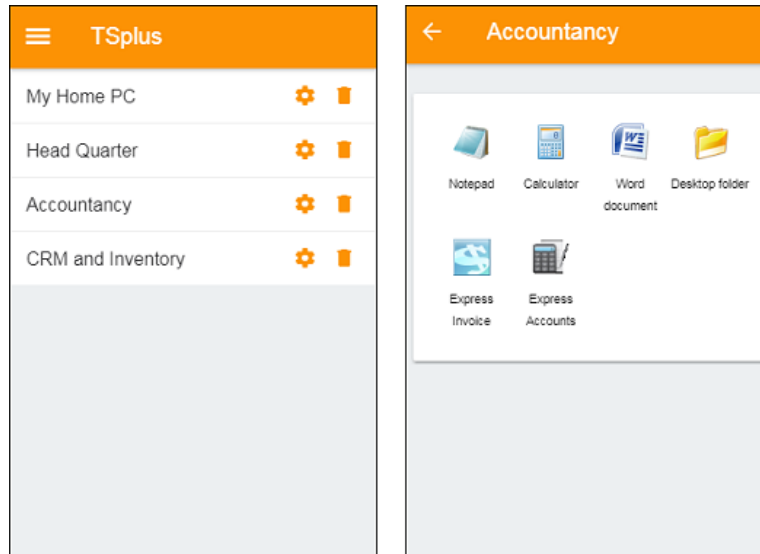 TSplus
My Home PC
Head Quarter
Accountancy
CRM and Inventory
Accountancy
Notepad
Calculator
Word
document
Desktop folder
Express
Invoice
Express
Accounts